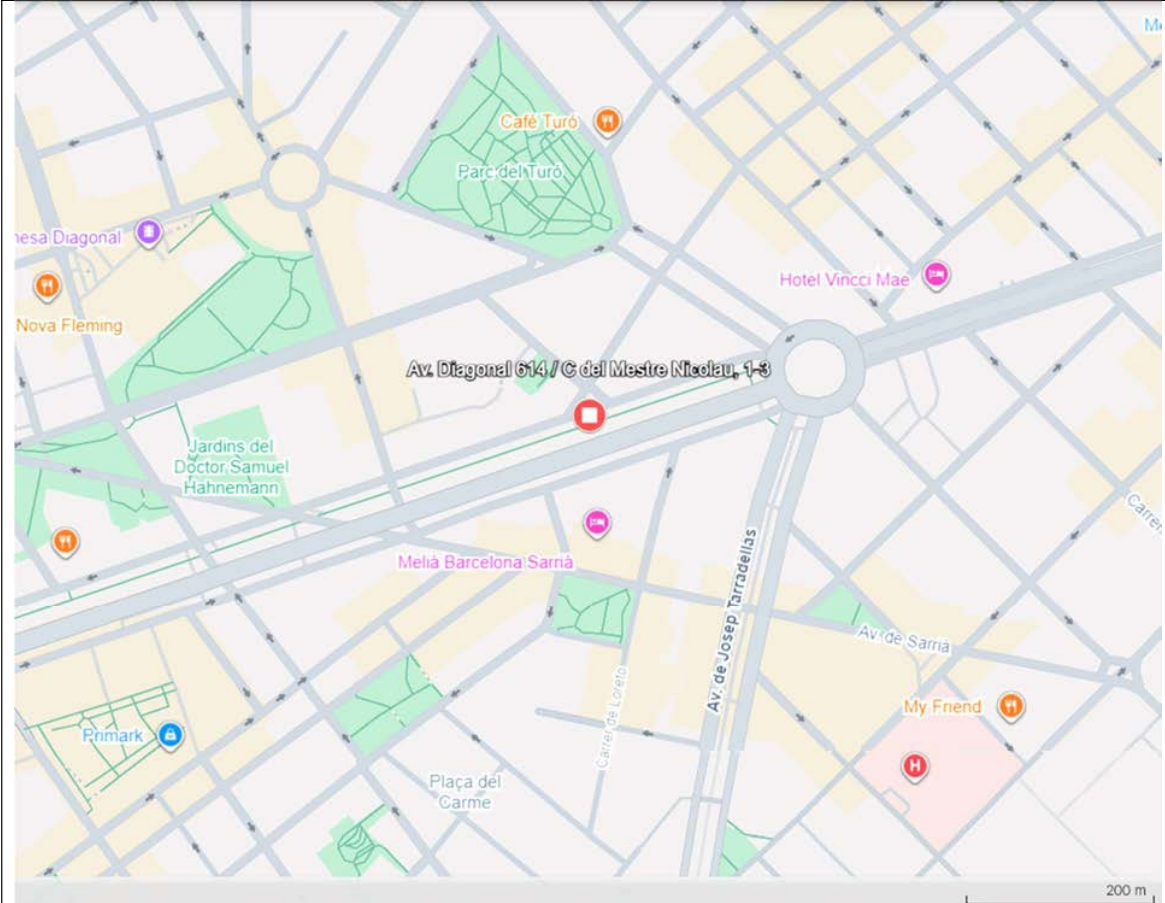 Me
Café Turó
Parc del Turó
nesa Diagonal
Hotel Vincci Mae
Nova Fleming
Av. Diagonal 614 / C del Mestre Nicolau, 1-3
Jardins del
Doctor Samuel
Hahnemann
Carrer
Melià Barcelona Sarrià
Av. de Josep Tarradellas
Av. de Sarrià
Carrer de Loreto
My Friend
Primark
H
Plaça del
Carme
200 m